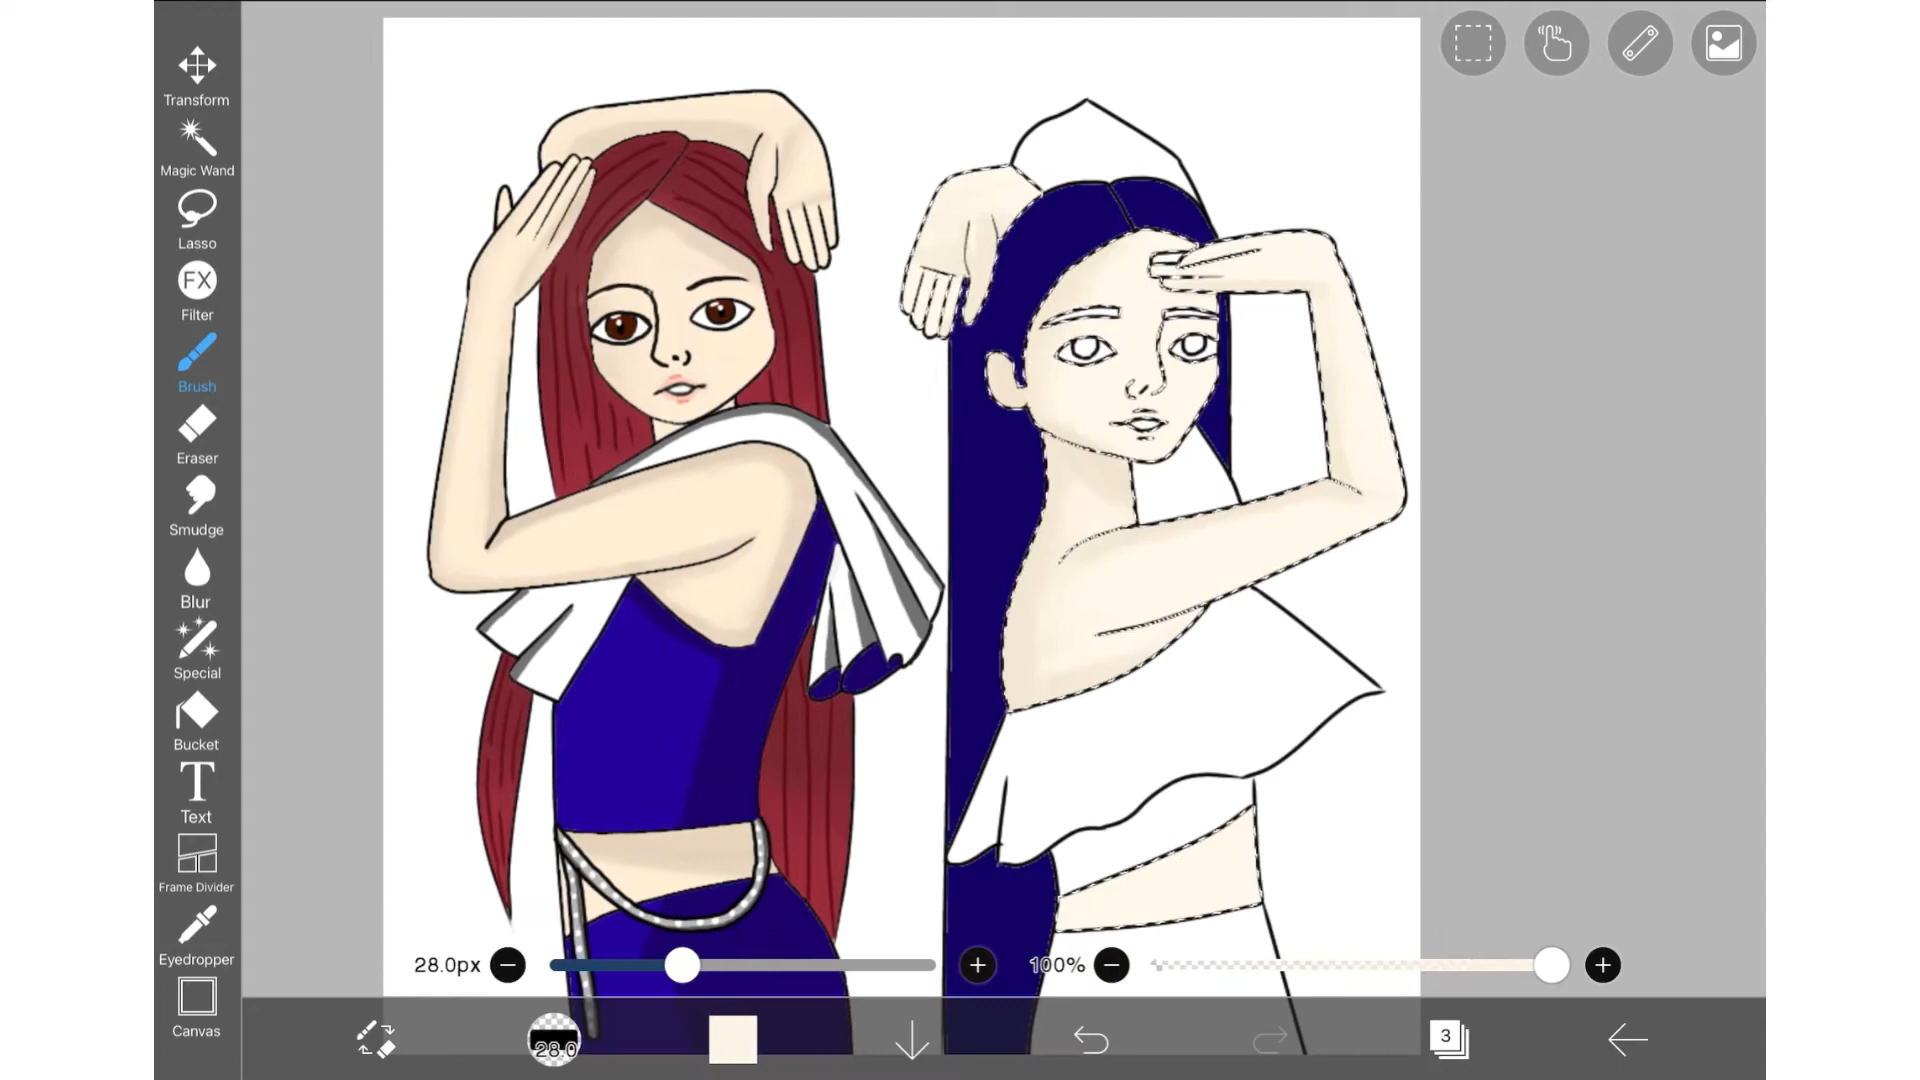 Transform
Magic Wand
Lasso
FX
Filter
Brush
Eraser
Smudge
Blur
Special
Bucket
T
Text
Frame Divider
Eyedropper
Canvas
28.0px
100%
28.0
3